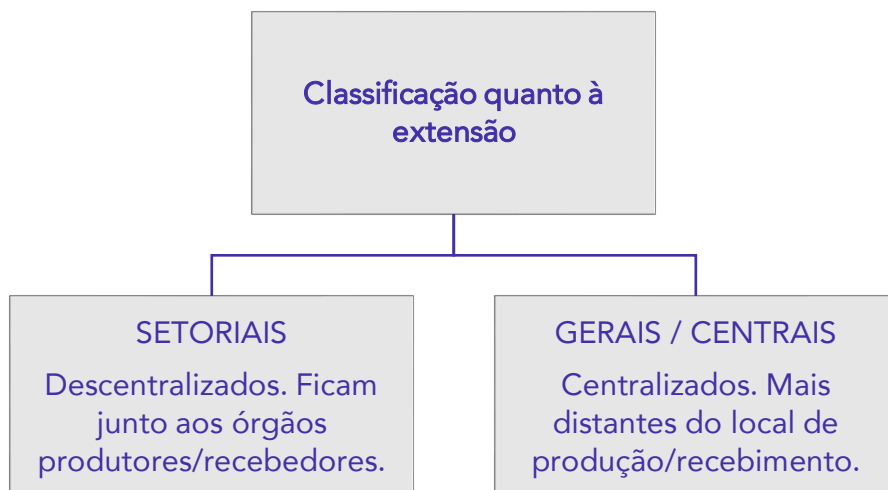 Classificação quanto à
extensão
SETORIAIS
Descentralizados. Ficam
junto aos órgãos
produtores/recebedores.
GERAIS / CENTRAIS
Centralizados. Mais
distantes do local de
produção/recebimento.